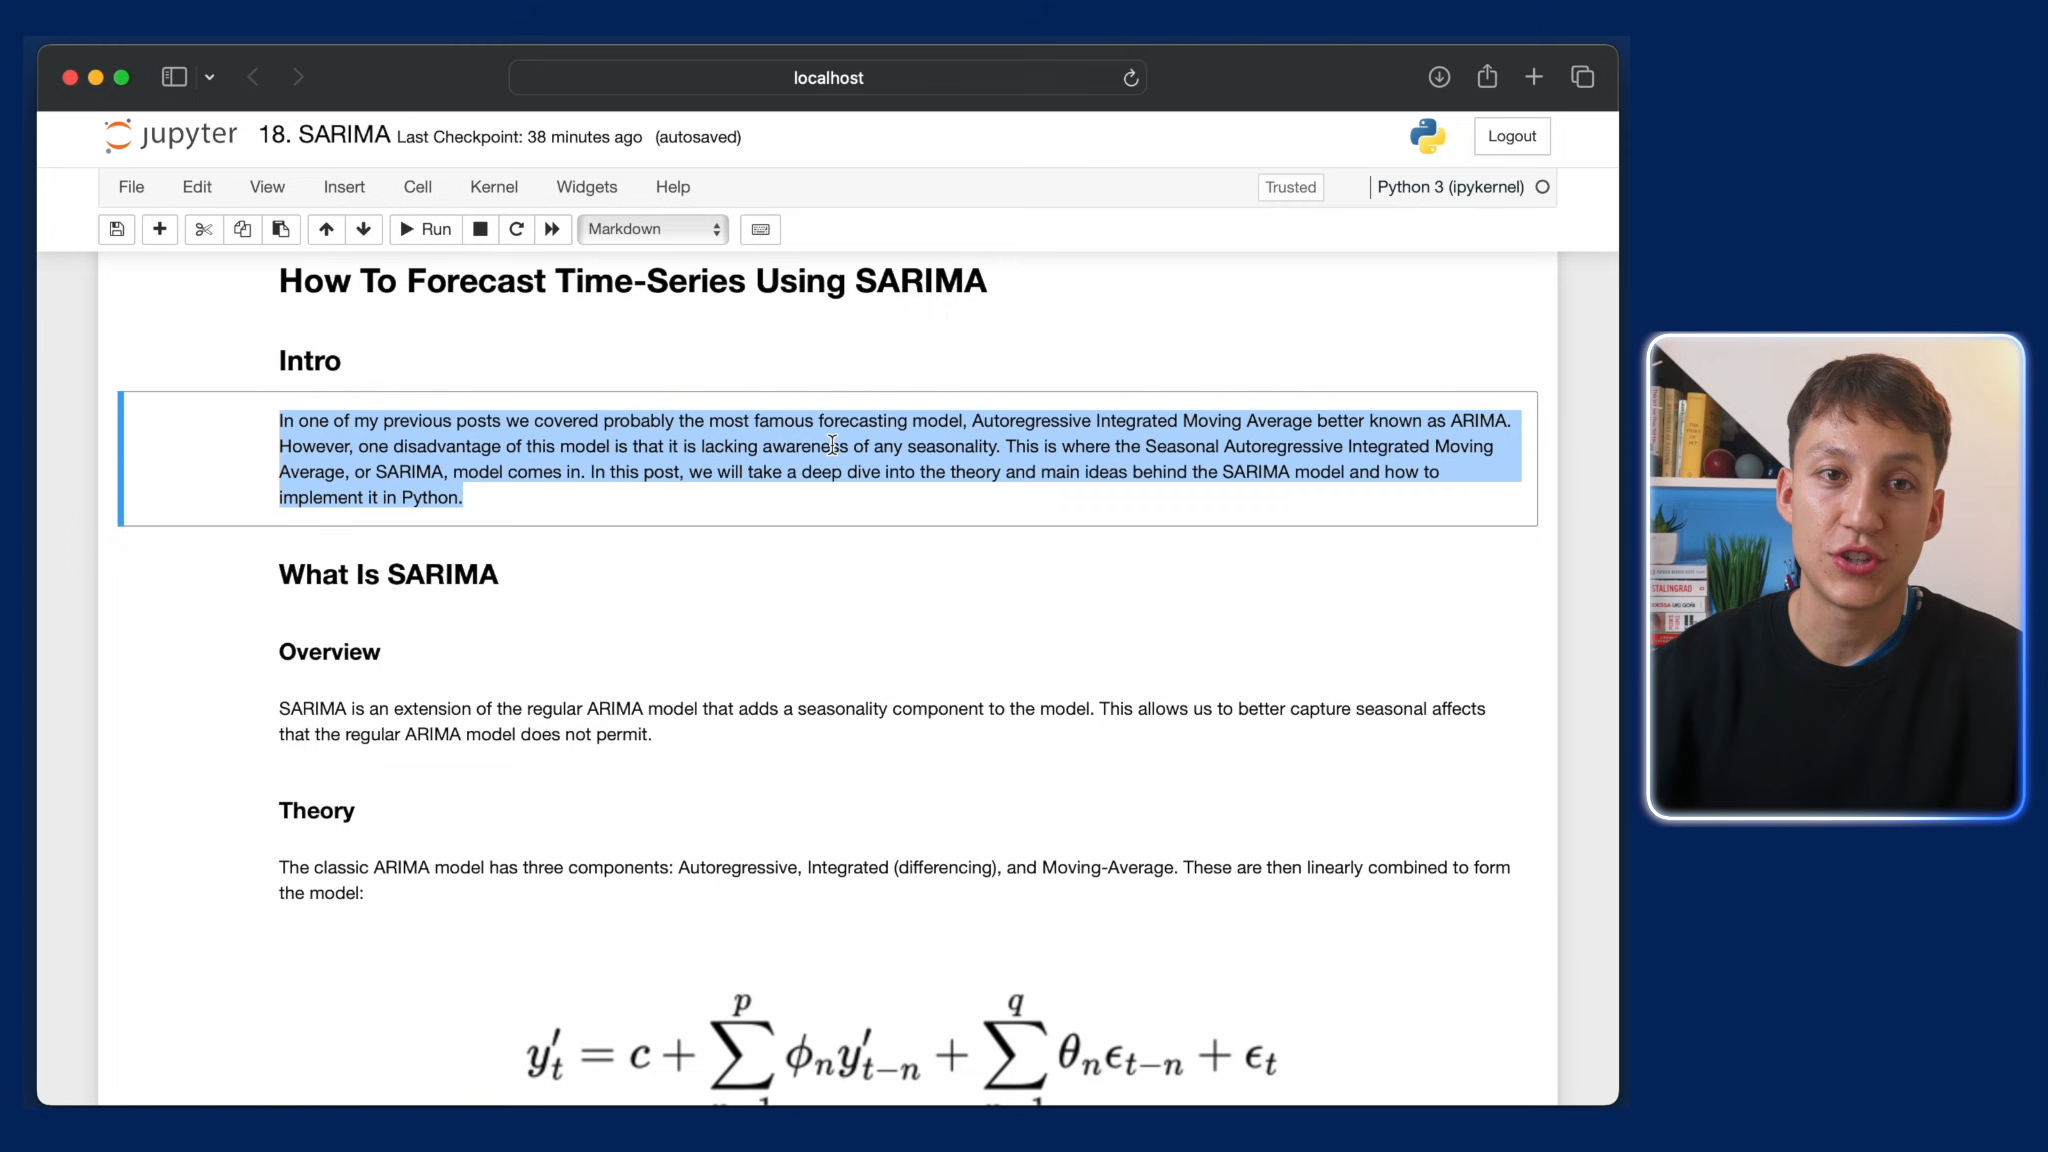 localhost
jupyter 18. SARIMA Last Checkpoint: 38 minutes ago (autosaved)
Logout
File Edit View Insert Cell Kernel Widgets Help
Trusted
Python 3 (ipykernel)
Run
Markdown
How To Forecast Time-Series Using SARIMA
Intro
In one of my previous posts we covered probably the most famous forecasting model, Autoregressive Integrated Moving Average better known as ARIMA.
However, one disadvantage of this model is that it is lacking awareness of any seasonality. This is where the Seasonal Autoregressive Integrated Moving
Average, or SARIMA, model comes in. In this post, we will take a deep dive into the theory and main ideas behind the SARIMA model and how to
implement it in Python.
What Is SARIMA
Overview
SARIMA is an extension of the regular ARIMA model that adds a seasonality component to the model. This allows us to better capture seasonal affects
that the regular ARIMA model does not permit.
Theory
The classic ARIMA model has three components: Autoregressive, Integrated (differencing), and Moving-Average. These are then linearly combined to form
the model:
y′ₜ = c + ∑ᵖ ϕₙy′ₜ₋ₙ + ∑^q θₙϵₜ₋ₙ + ϵₜ
STALINGRAD